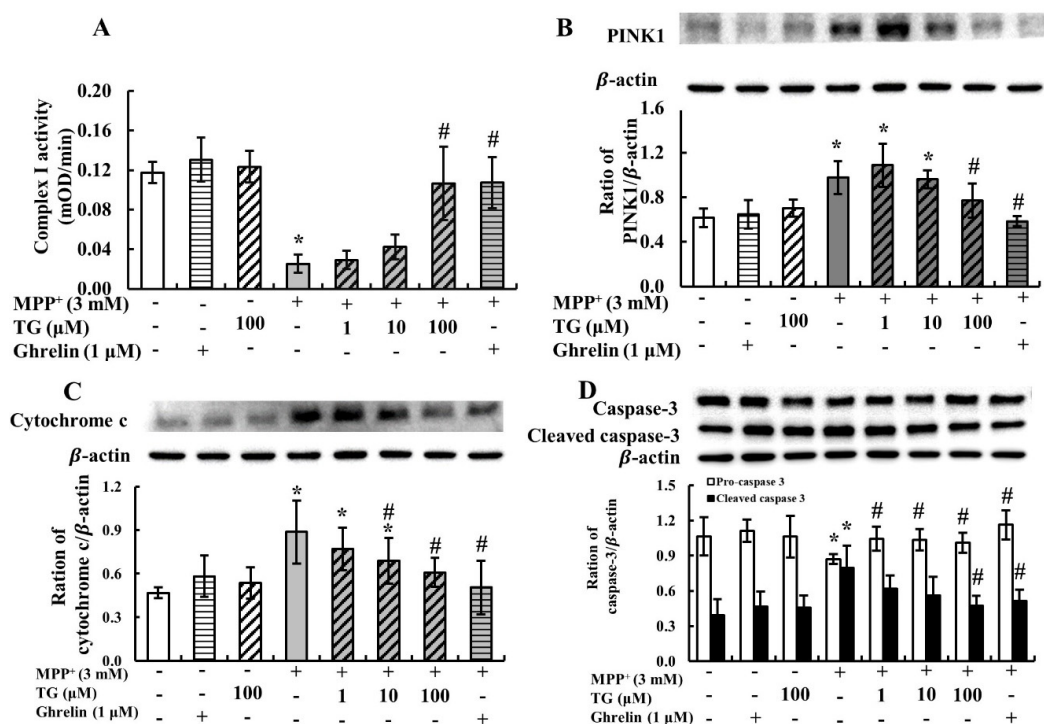 A
Complex I activity
(mOD/min)
0.20
0.16
0.12
0.08
0.04
0.00
*
#
#
MPP⁺ (3 mM) - - - + + + + +
TG (μM) - - 100 - 1 10 100 -
Ghrelin (1 μM) - + - - - - - +
B
PINK1
β-actin
Ratio of
PINK1/β-actin
1.6
1.2
0.8
0.4
0.0
*
*
*
#
#
MPP⁺ (3 mM) - - - + + + + +
TG (μM) - - 100 - 1 10 100 -
Ghrelin (1 μM) - + - - - - - +
C
Cytochrome c
β-actin
Ration of
cytochrome c/β-actin
1.2
0.9
0.6
0.3
0.0
*
*
#
*
#
#
MPP⁺ (3 mM) - - - + + + + +
TG (μM) - - 100 - 1 10 100 -
Ghrelin (1 μM) - + - - - - - +
D
Caspase-3
Cleaved caspase-3
β-actin
Ration of
caspase-3/β-actin
1.5
1.2
0.9
0.6
0.3
0.0
Pro-caspase 3
Cleaved caspase 3
* *
#
#
#
#
#
#
MPP⁺ (3 mM) - - - + + + + +
TG (μM) - - 100 - 1 10 100 -
Ghrelin (1 μM) - + - - - - - +